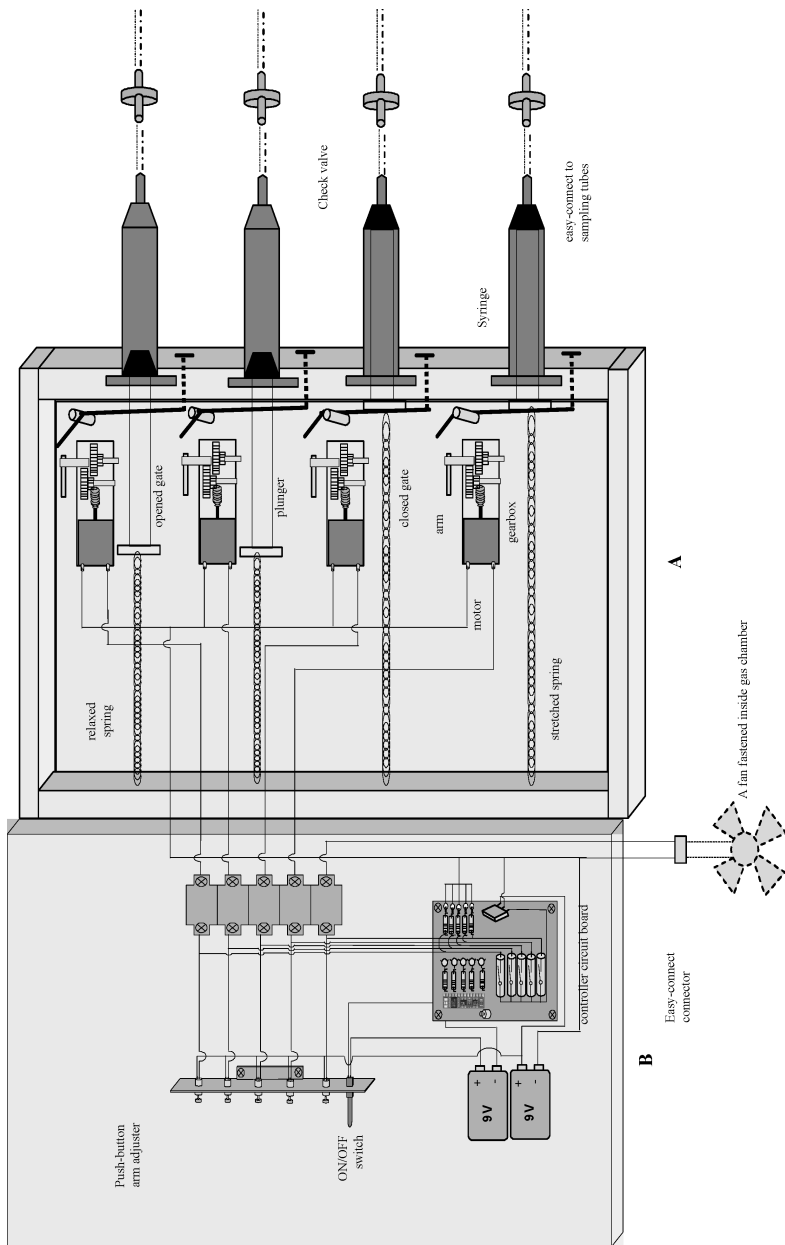 Check valve
easy-connect to
sampling tubes
Syringe
opened gate
plunger
closed gate
arm
gearbox
motor
relaxed
spring
stretched spring
A
A fan fastened inside gas chamber
controller circuit board
Easy-connect
connector
B
Push-button
arm adjuster
ON/OFF
switch
+
-
9V
+
-
9V